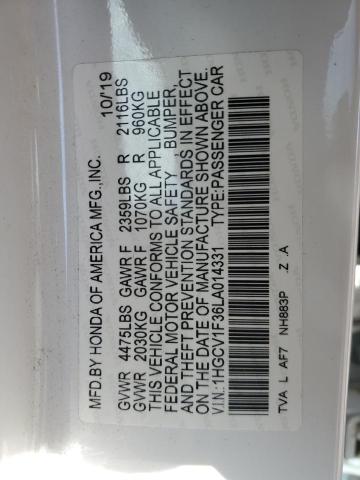 MFD.BY HONDA OF AMERICA MFG.,INC. 10/19
GVWR 4475LBS GAWR F 2359LBS R 2116LBS
GVWR 2030KG GAWR F 1070KG R 960KG
THIS VEHICLE CONFORMS TO ALL APPLICABLE
FEDERAL MOTOR VEHICLE SAFETY , BUMPER,
AND THEFT PREVENTION STANDARDS IN EFFECT
ON THE DATE OF MANUFACTURE SHOWN ABOVE.
V.I.N.: 1HGCV1F36LA014331 TYPE:PASSENGER CAR
TVA L AF7 NH883P .Z .A